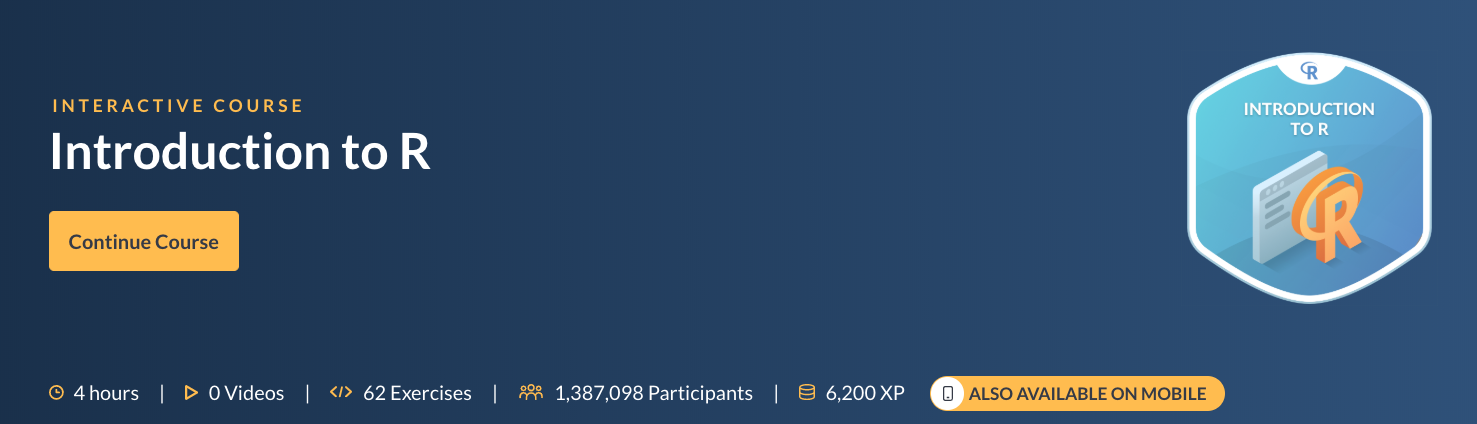 INTERACTIVE COURSE
Introduction to R
Continue Course
R
INTRODUCTION
TO R
R
4 hours | 0 Videos | </> 62 Exercises | 1,387,098 Participants | 6,200 XP ALSO AVAILABLE ON MOBILE